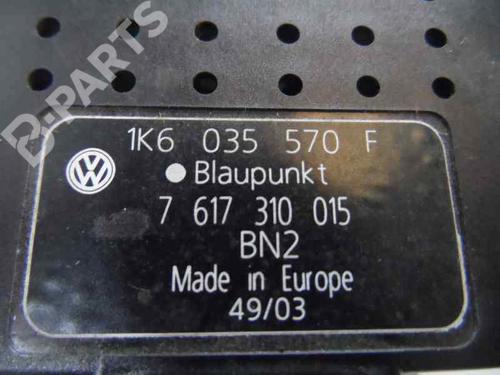 B-PARTS
1K6 035 570 F
Blaupunkt
7 617 310 015
BN2
Made in Europe
49/03